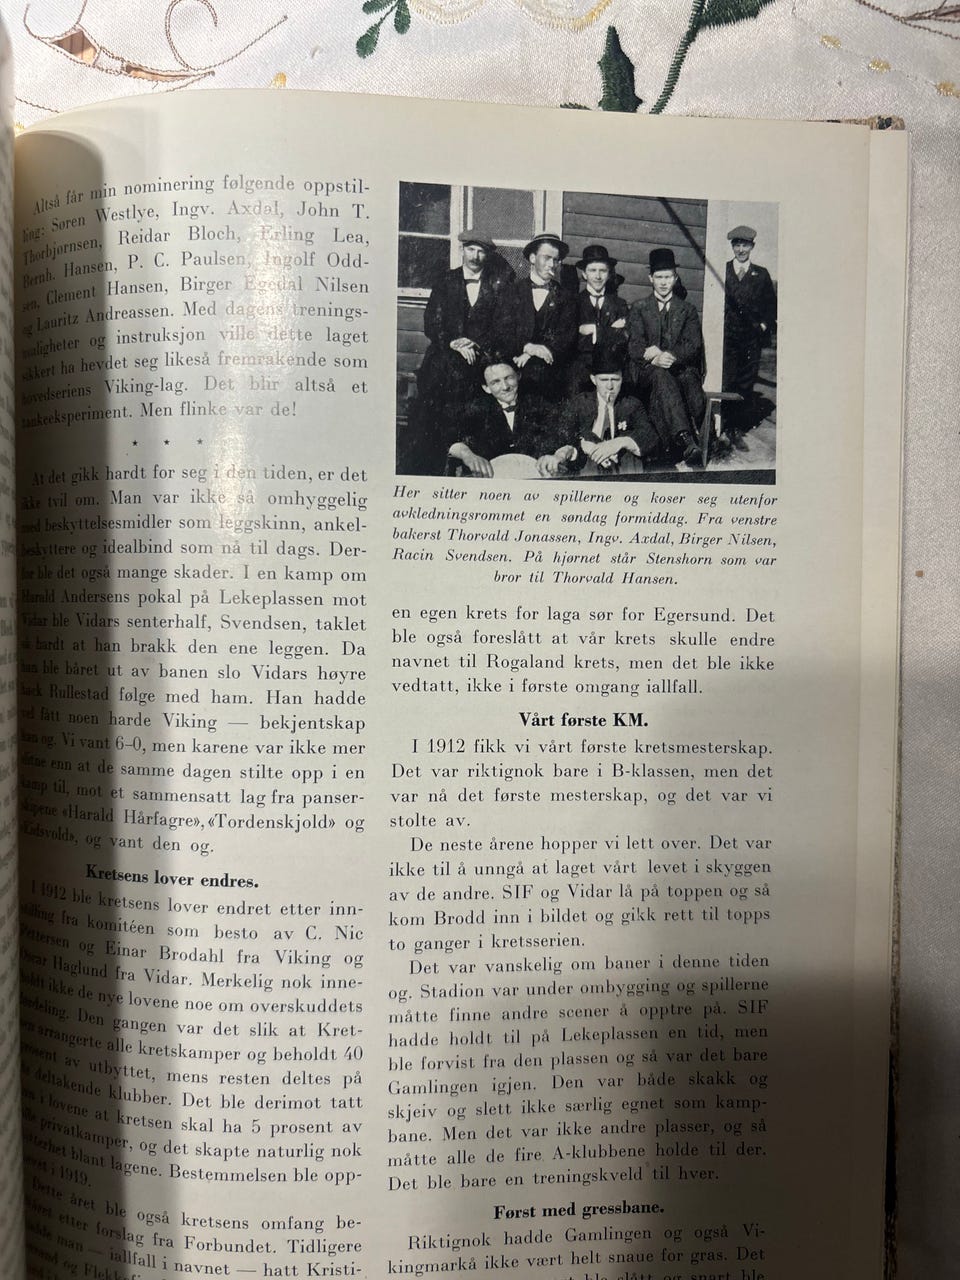 Altså får min nominering følgende oppstil-
ling: Søren Westlye, Ingv. Axdal, John T.
Thorbjørnsen, Reidar Bloch, Erling Lea,
Bernh. Hansen, P. C. Paulsen, Ingolf Odd-
sen, Clement Hansen, Birger Egedal Nilsen
og Lauritz Andreassen. Med dagens trenings-
muligheter og instruksjon ville dette laget
sikkert ha hevdet seg likeså fremrakende som
hovedseriens Viking-lag. Det blir altså et
tankeeksperiment. Men flinke var de!
* * *
At det gikk hardt for seg i den tiden, er det
ikke tvil om. Man var ikke så omhyggelig
med beskyttelsesmidler som leggskinn, ankel-
beskyttere og idealbind som nå til dags. Der-
for ble det også mange skader. I en kamp om
Harald Andersens pokal på Lekeplassen mot
Vidar ble Vidars senterhalf, Svendsen, taklet
så hardt at han brakk den ene leggen. Da
han ble båret ut av banen slo Vidars høyre
back Rullestad følge med ham. Han hadde
vel fått noen harde Viking — bekjentskap
han og. Vi vant 6-0, men karene var ikke mer
slitne enn at de samme dagen stilte opp i en
kamp til, mot et sammensatt lag fra panser-
skipene «Harald Hårfagre», «Tordenskjold» og
«Eidsvold», og vant den og.
Kretsens lover endres.
I 1912 ble kretsens lover endret etter inn-
stilling fra komitéen som besto av C. Nic
Pettersen og Einar Brodahl fra Viking og
Oscar Haglund fra Vidar. Merkelig nok inne-
holdt ikke de nye lovene noe om overskuddets
fordeling. Den gangen var det slik at Kret-
sen arrangerte alle kretskamper og beholdt 40
prosent av utbyttet, mens resten deltes på
de deltakende klubber. Det ble derimot tatt
inn i lovene at kretsen skal ha 5 prosent av
alle privatkamper, og det skapte naturlig nok
bitterhet blant lagene. Bestemmelsen ble opp-
hevet i 1919.
Dette året ble også kretsens omfang be-
etter forslag fra Forbundet. Tidligere
hadde man — iallfall i navnet — hatt Kristi-
og
Her sitter noen av spillerne og koser seg utenfor
avkledningsrommet en søndag formiddag. Fra venstre
bakerst Thorvald Jonassen, Ingv. Axdal, Birger Nilsen,
Racin Svendsen. På hjørnet står Stenshorn som var
bror til Thorvald Hansen.
en egen krets for laga sør for Egersund. Det
ble også foreslått at vår krets skulle endre
navnet til Rogaland krets, men det ble ikke
vedtatt, ikke i første omgang iallfall.
Vårt første KM.
I 1912 fikk vi vårt første kretsmesterskap.
Det var riktignok bare i B-klassen, men det
var nå det første mesterskap, og det var vi
stolte av.
De neste årene hopper vi lett over. Det var
ikke til å unngå at laget vårt levet i skyggen
av de andre. SIF og Vidar lå på toppen og så
kom Brodd inn i bildet og gikk rett til topps
to ganger i kretsserien.
Det var vanskelig om baner i denne tiden
og. Stadion var under ombygging og spillerne
måtte finne andre scener å opptre på. SIF
hadde holdt til på Lekeplassen en tid, men
ble forvist fra den plassen og så var det bare
Gamlingen igjen. Den var både skakk og
skjeiv og slett ikke særlig egnet som kamp-
bane. Men det var ikke andre plasser, og så
måtte alle de fire A-klubbene holde til der.
Det ble bare en treningskveld til hver.
Først med gressbane.
Riktignok hadde Gamlingen og også Vi-
kingmarkå ikke vært helt snaue for gras. Det
ble slått og snart ble